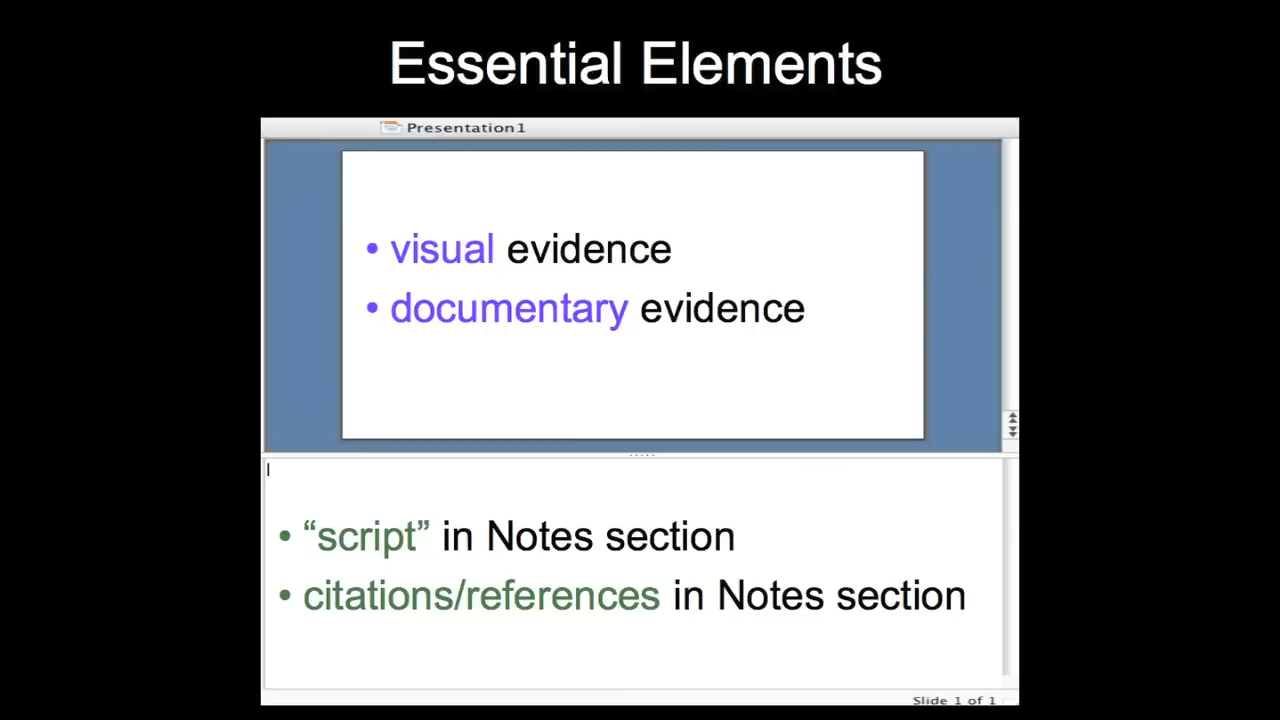 Essential Elements
Presentation1
• visual evidence
• documentary evidence
• “script” in Notes section
• citations/references in Notes section
Slide 1 of 1